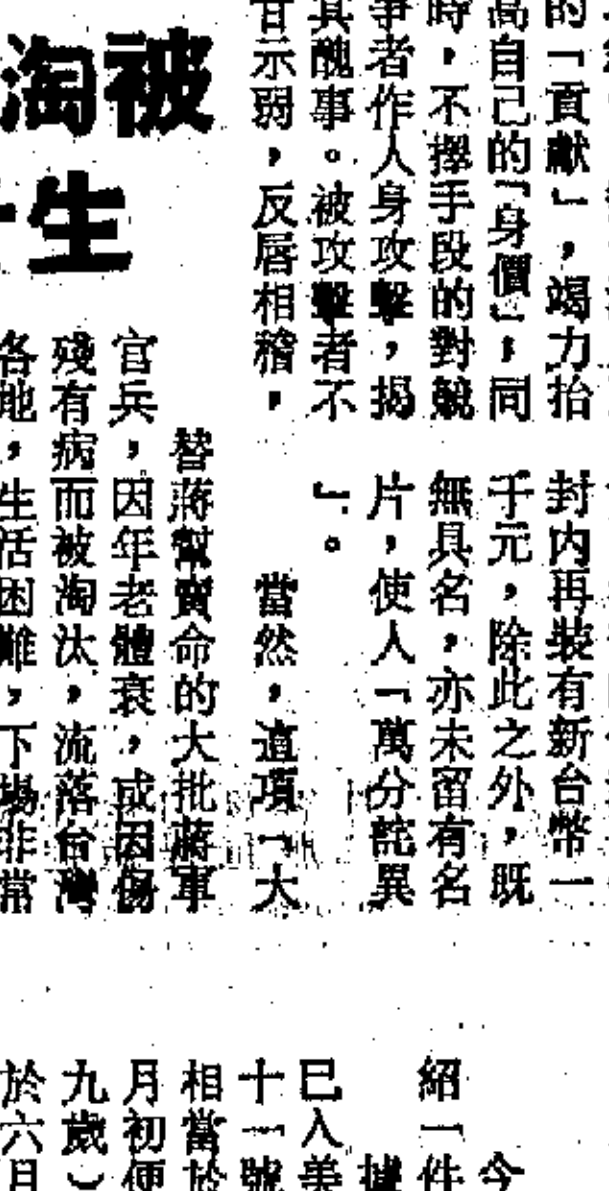 的「貢獻」，竭力抬
高自己的「身價」；同
時，不擇手段的對競
爭者作人身攻擊，揭
其醜事。被攻擊者不
甘示弱，反唇相稽，
封內再裝有新台幣一
千元，除此之外，既
無具名，亦未留有名
片，使人「萬分詫異
」。
當然，這項「大
被淘
生
替蔣幫賣命的大批蔣軍
官兵，因年老體衰，或因傷
殘有病而被淘汰，流落台灣
各地，生活困難，下場非常
今
紹一件
據
已入美
十一號
相當於
月初便
九歲）
於六月